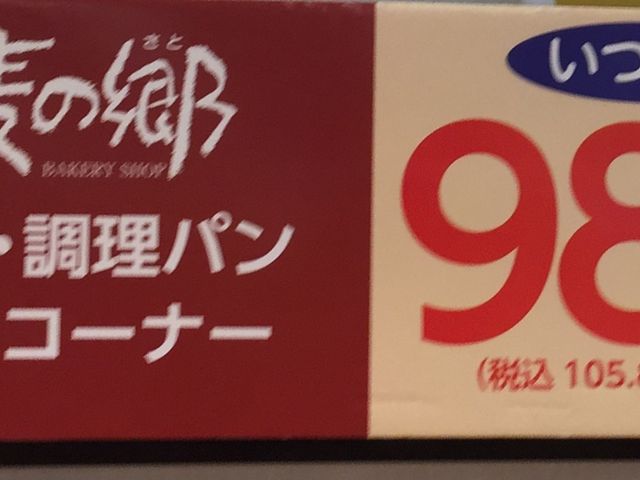 麦の郷
さと
BAKERY SHOP
・調理パン
コーナー
いつ
98
(税込 105.8